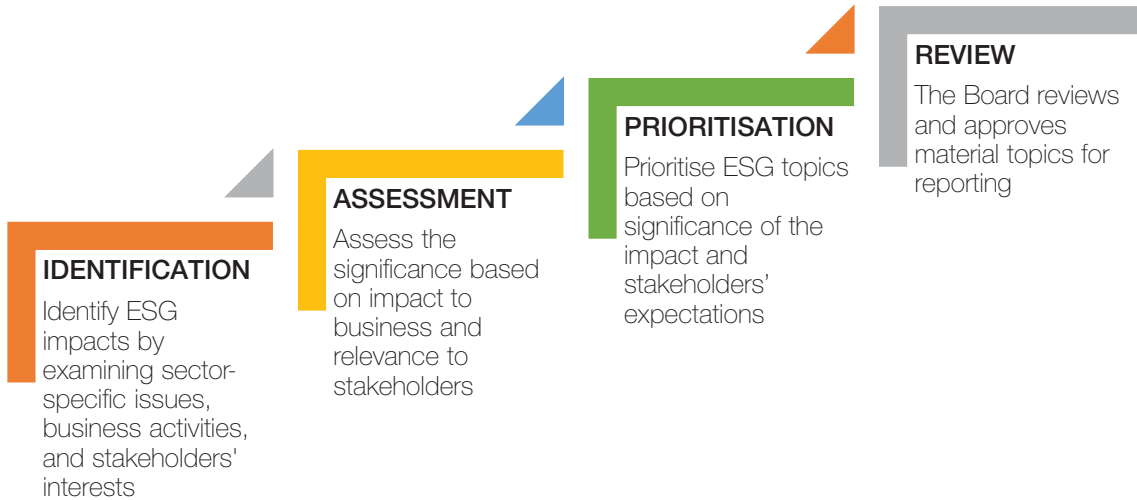 IDENTIFICATION
Identify ESG
impacts by
examining sector-
specific issues,
business activities,
and stakeholders'
interests
ASSESSMENT
Assess the
significance based
on impact to
business and
relevance to
stakeholders
PRIORITISATION
Prioritise ESG topics
based on
significance of the
impact and
stakeholders’
expectations
REVIEW
The Board reviews
and approves
material topics for
reporting